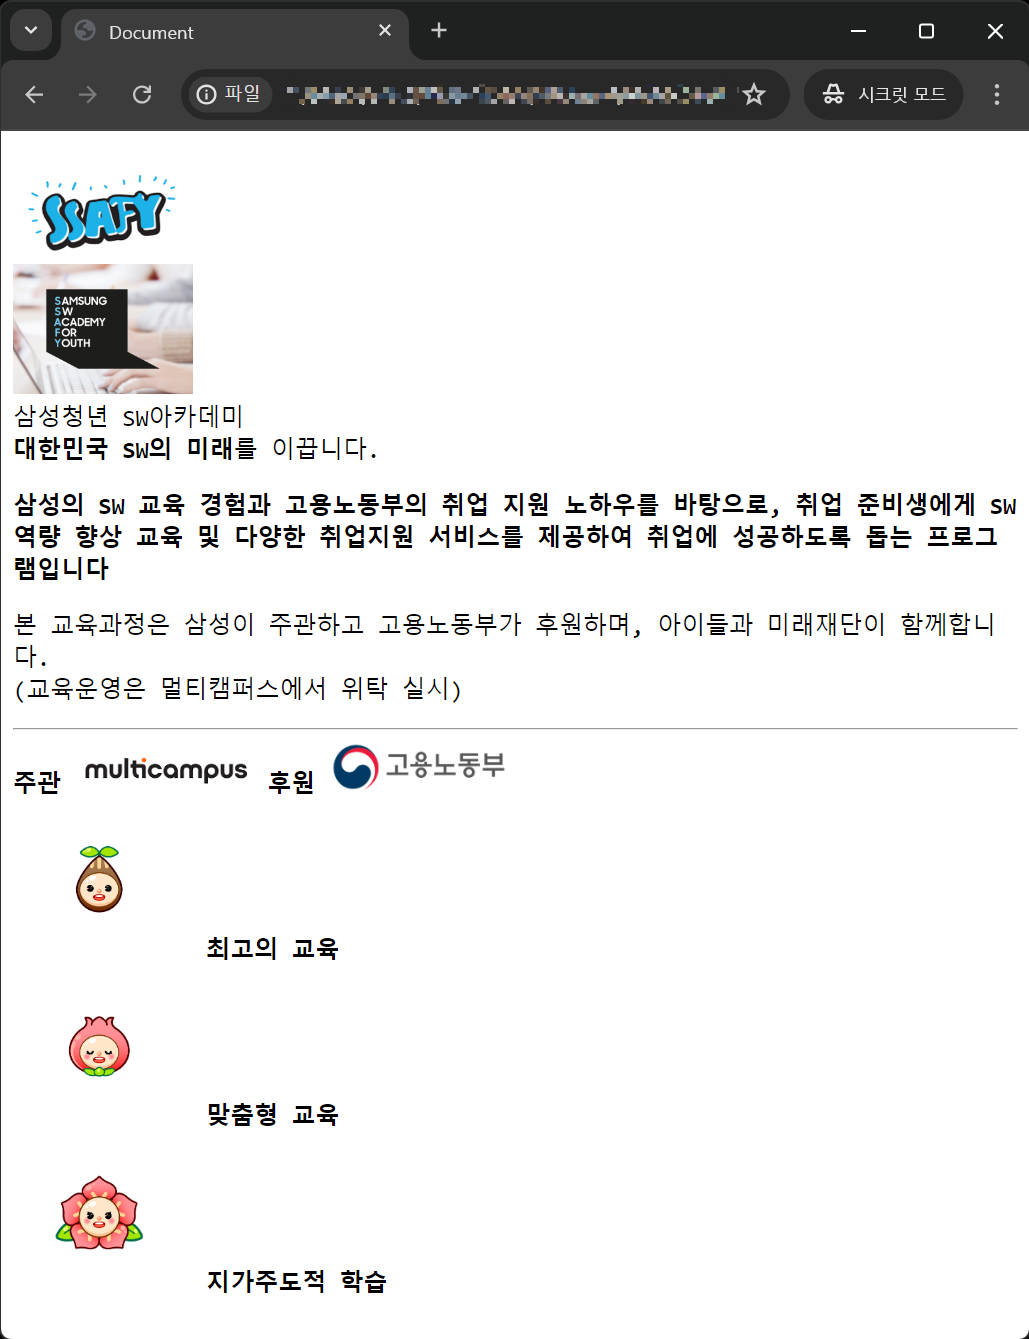 Document
파일
시크릿 모드
SSAFY
SAMSUNG
SW
ACADEMY
FOR
YOUTH
삼성청년 SW아카데미
대한민국 SW의 미래를 이끕니다.
삼성의 SW 교육 경험과 고용노동부의 취업 지원 노하우를 바탕으로, 취업 준비생에게 SW
역량 향상 교육 및 다양한 취업지원 서비스를 제공하여 취업에 성공하도록 돕는 프로그
램입니다
본 교육과정은 삼성이 주관하고 고용노동부가 후원하며, 아이들과 미래재단이 함께합니
다.
(교육운영은 멀티캠퍼스에서 위탁 실시)
주관 multicampus 후원 고용노동부
최고의 교육
맞춤형 교육
지가주도적 학습